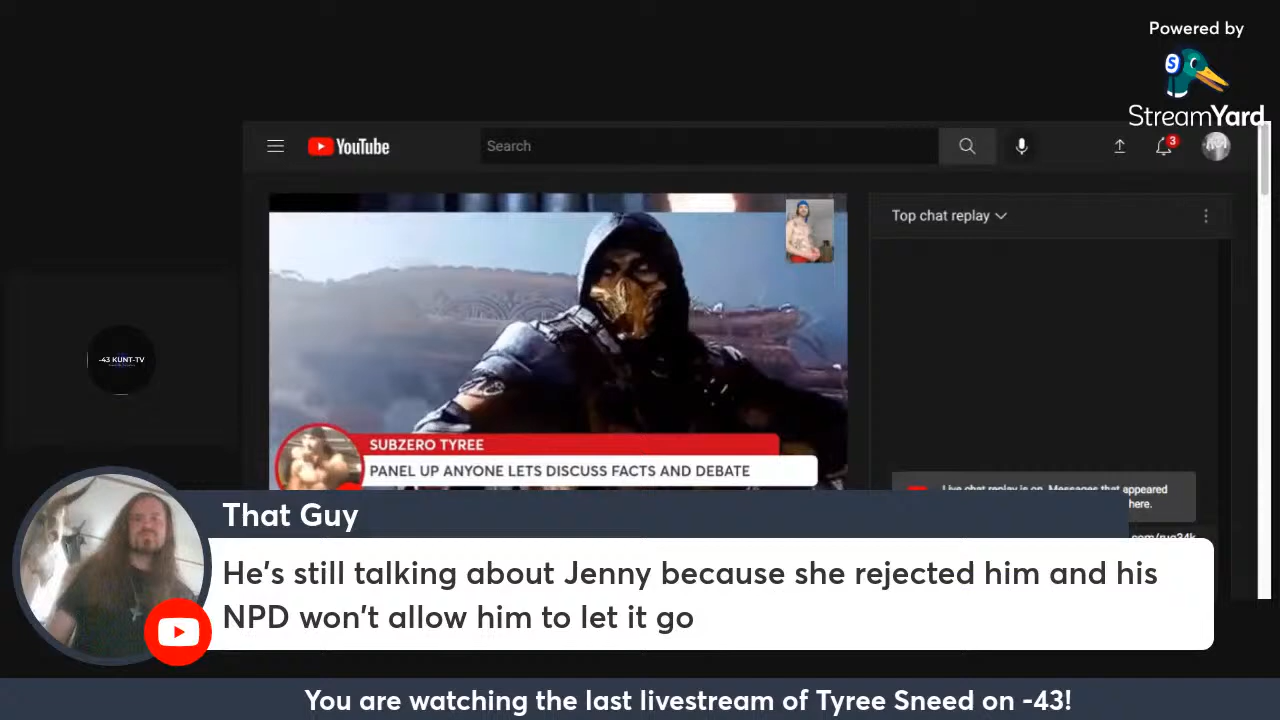 Powered by
StreamYard
YouTube
Search
3
Top chat replay
-43 KUNT-TV
SUBZERO TYREE
PANEL UP ANYONE LETS DISCUSS FACTS AND DEBATE
Live chat replay is on. Messages that appeared
here.
That Guy
He's still talking about Jenny because she rejected him and his
NPD won't allow him to let it go
You are watching the last livestream of Tyree Sneed on -43!